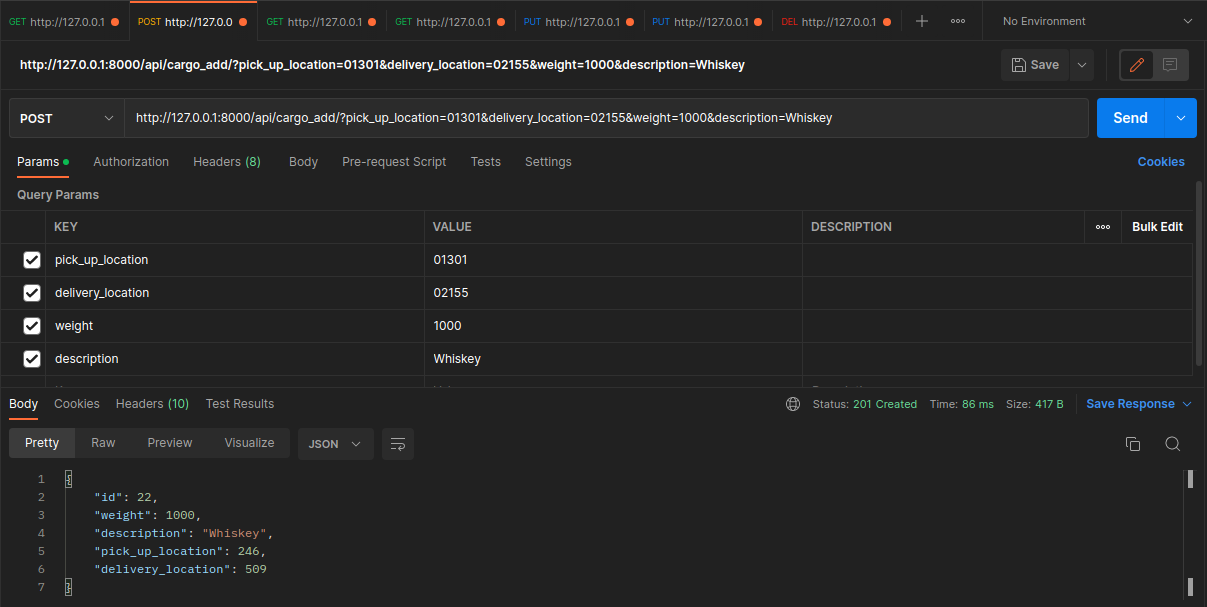 GET http://127.0.0.1 POST http://127.0.0 GET http://127.0.0.1 GET http://127.0.0.1 PUT http://127.0.0.1 PUT http://127.0.0.1 DEL http://127.0.0.1 No Environment
http://127.0.0.1:8000/api/cargo_add/?pick_up_location=01301&delivery_location=02155&weight=1000&description=Whiskey Save
POST http://127.0.0.1:8000/api/cargo_add/?pick_up_location=01301&delivery_location=02155&weight=1000&description=Whiskey Send
Params Authorization Headers (8) Body Pre-request Script Tests Settings Cookies
Query Params
KEY VALUE DESCRIPTION Bulk Edit
pick_up_location 01301
delivery_location 02155
weight 1000
description Whiskey
Body Cookies Headers (10) Test Results Status: 201 Created Time: 86 ms Size: 417 B Save Response
Pretty Raw Preview Visualize JSON
1 {
2 "id": 22,
3 "weight": 1000,
4 "description": "Whiskey",
5 "pick_up_location": 246,
6 "delivery_location": 509
7 }